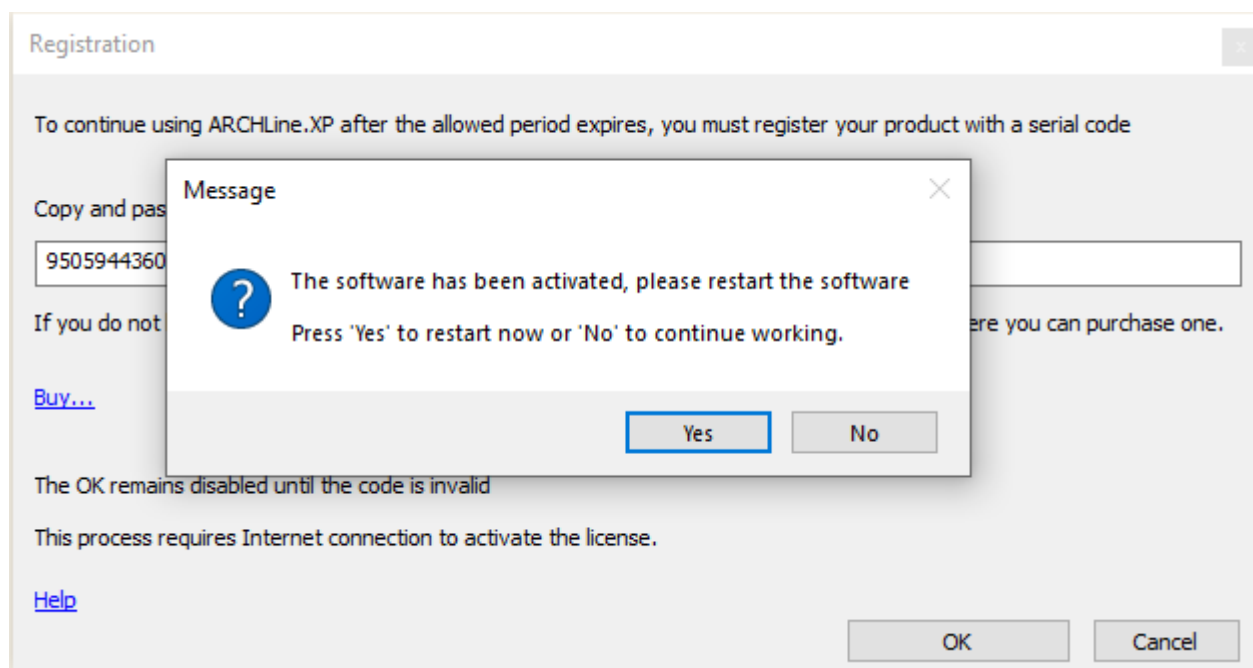 Registration
x
To continue using ARCHLine.XP after the allowed period expires, you must register your product with a serial code
Message
Copy and pas
9505944360
The software has been activated, please restart the software
If you do not
ere you can purchase one.
Press 'Yes' to restart now or 'No' to continue working.
Buy...
Yes
No
The OK remains disabled until the code is invalid
This process requires Internet connection to activate the license.
Help
OK
Cancel